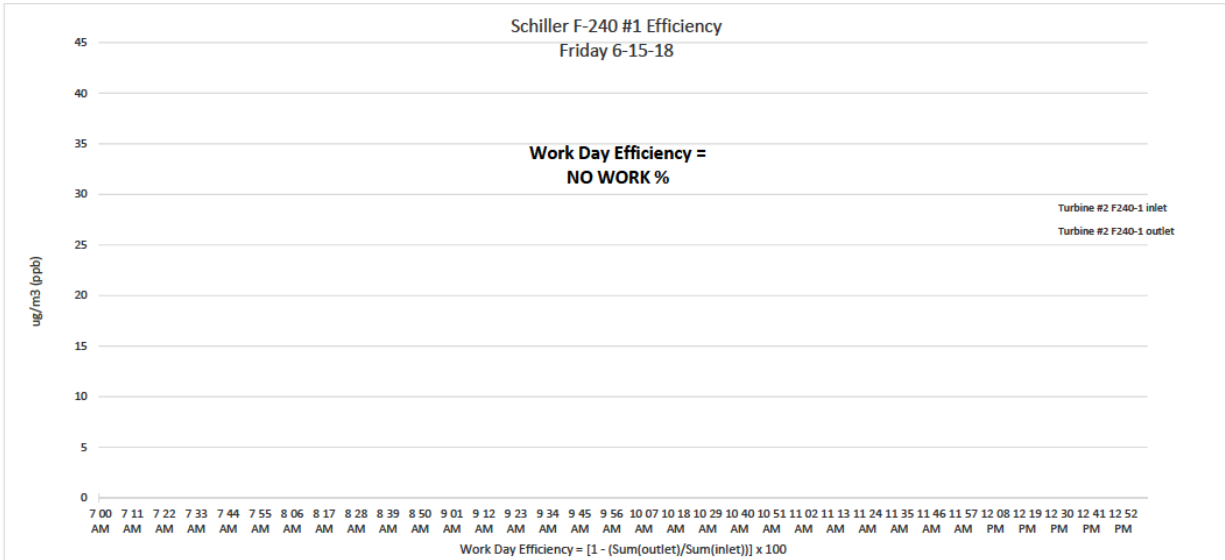 Schiller F-240 #1 Efficiency
Friday 6-15-18
45
40
35
30
25
20
15
10
5
0
ug/m3 (ppb)
Work Day Efficiency =
NO WORK %
Turbine #2 F240-1 inlet
Turbine #2 F240-1 outlet
7 00 7 11 7 22 7 33 7 44 7 55 8 06 8 17 8 28 8 39 8 50 9 01 9 12 9 23 9 34 9 45 9 56 10 07 10 18 10 29 10 40 10 51 11 02 11 13 11 24 11 35 11 46 11 57 12 08 12 19 12 30 12 41 12 52
AM AM AM AM AM AM AM AM AM AM AM AM AM AM AM AM AM AM AM AM AM AM AM AM AM AM AM AM PM PM PM PM PM
Work Day Efficiency = [1 - (Sum(outlet)/Sum(inlet))] x 100